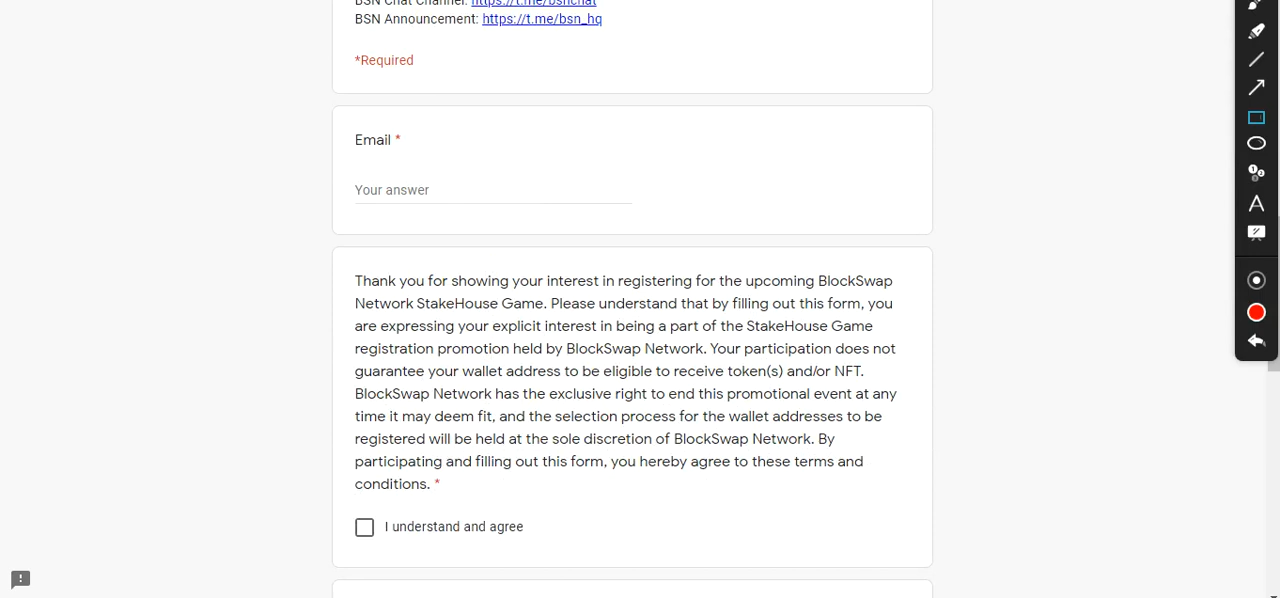 BSN Chat Channel: https://t.me/bsnchat
BSN Announcement: https://t.me/bsn_hq
*Required
Email *
Your answer
Thank you for showing your interest in registering for the upcoming BlockSwap
Network StakeHouse Game. Please understand that by filling out this form, you
are expressing your explicit interest in being a part of the StakeHouse Game
registration promotion held by BlockSwap Network. Your participation does not
guarantee your wallet address to be eligible to receive token(s) and/or NFT.
BlockSwap Network has the exclusive right to end this promotional event at any
time it may deem fit, and the selection process for the wallet addresses to be
registered will be held at the sole discretion of BlockSwap Network. By
participating and filling out this form, you hereby agree to these terms and
conditions. *
I understand and agree